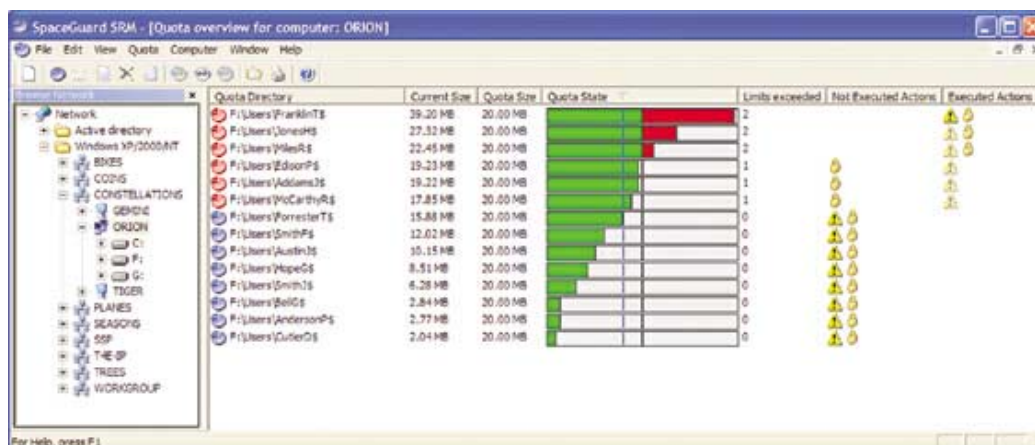 SpaceGuard SRM - [Quota overview for computer: ORION]
File Edit View Quota Computer Window Help
Network
Active directory
Windows XP/2000/NT
BIKES
COINS
CONSTELLATIONS
GEMINI
ORION
C:
F:
G:
TIGER
PLANES
SEASONS
SSP
TREES
WORKGROUP
Quota Directory Current Size Quota Size Quota State Limits exceeded Not Executed Actions Executed Actions
F:\Users\FranklinT$ 39.20 MB 20.00 MB 2
F:\Users\JonesH$ 27.32 MB 20.00 MB 2
F:\Users\MilesR$ 22.45 MB 20.00 MB 2
F:\Users\EdisonP$ 19.23 MB 20.00 MB 1
F:\Users\AddamsJ$ 19.22 MB 20.00 MB 1
F:\Users\McCarthyR$ 17.85 MB 20.00 MB 1
F:\Users\ForresterT$ 15.88 MB 20.00 MB 0
F:\Users\SmithP$ 12.02 MB 20.00 MB 0
F:\Users\AustinJ$ 10.15 MB 20.00 MB 0
F:\Users\HopeG$ 8.51 MB 20.00 MB 0
F:\Users\SmithJ$ 6.28 MB 20.00 MB 0
F:\Users\BellG$ 2.84 MB 20.00 MB 0
F:\Users\AndersonP$ 2.77 MB 20.00 MB 0
F:\Users\CutlerD$ 2.04 MB 20.00 MB 0
For Help, press F1